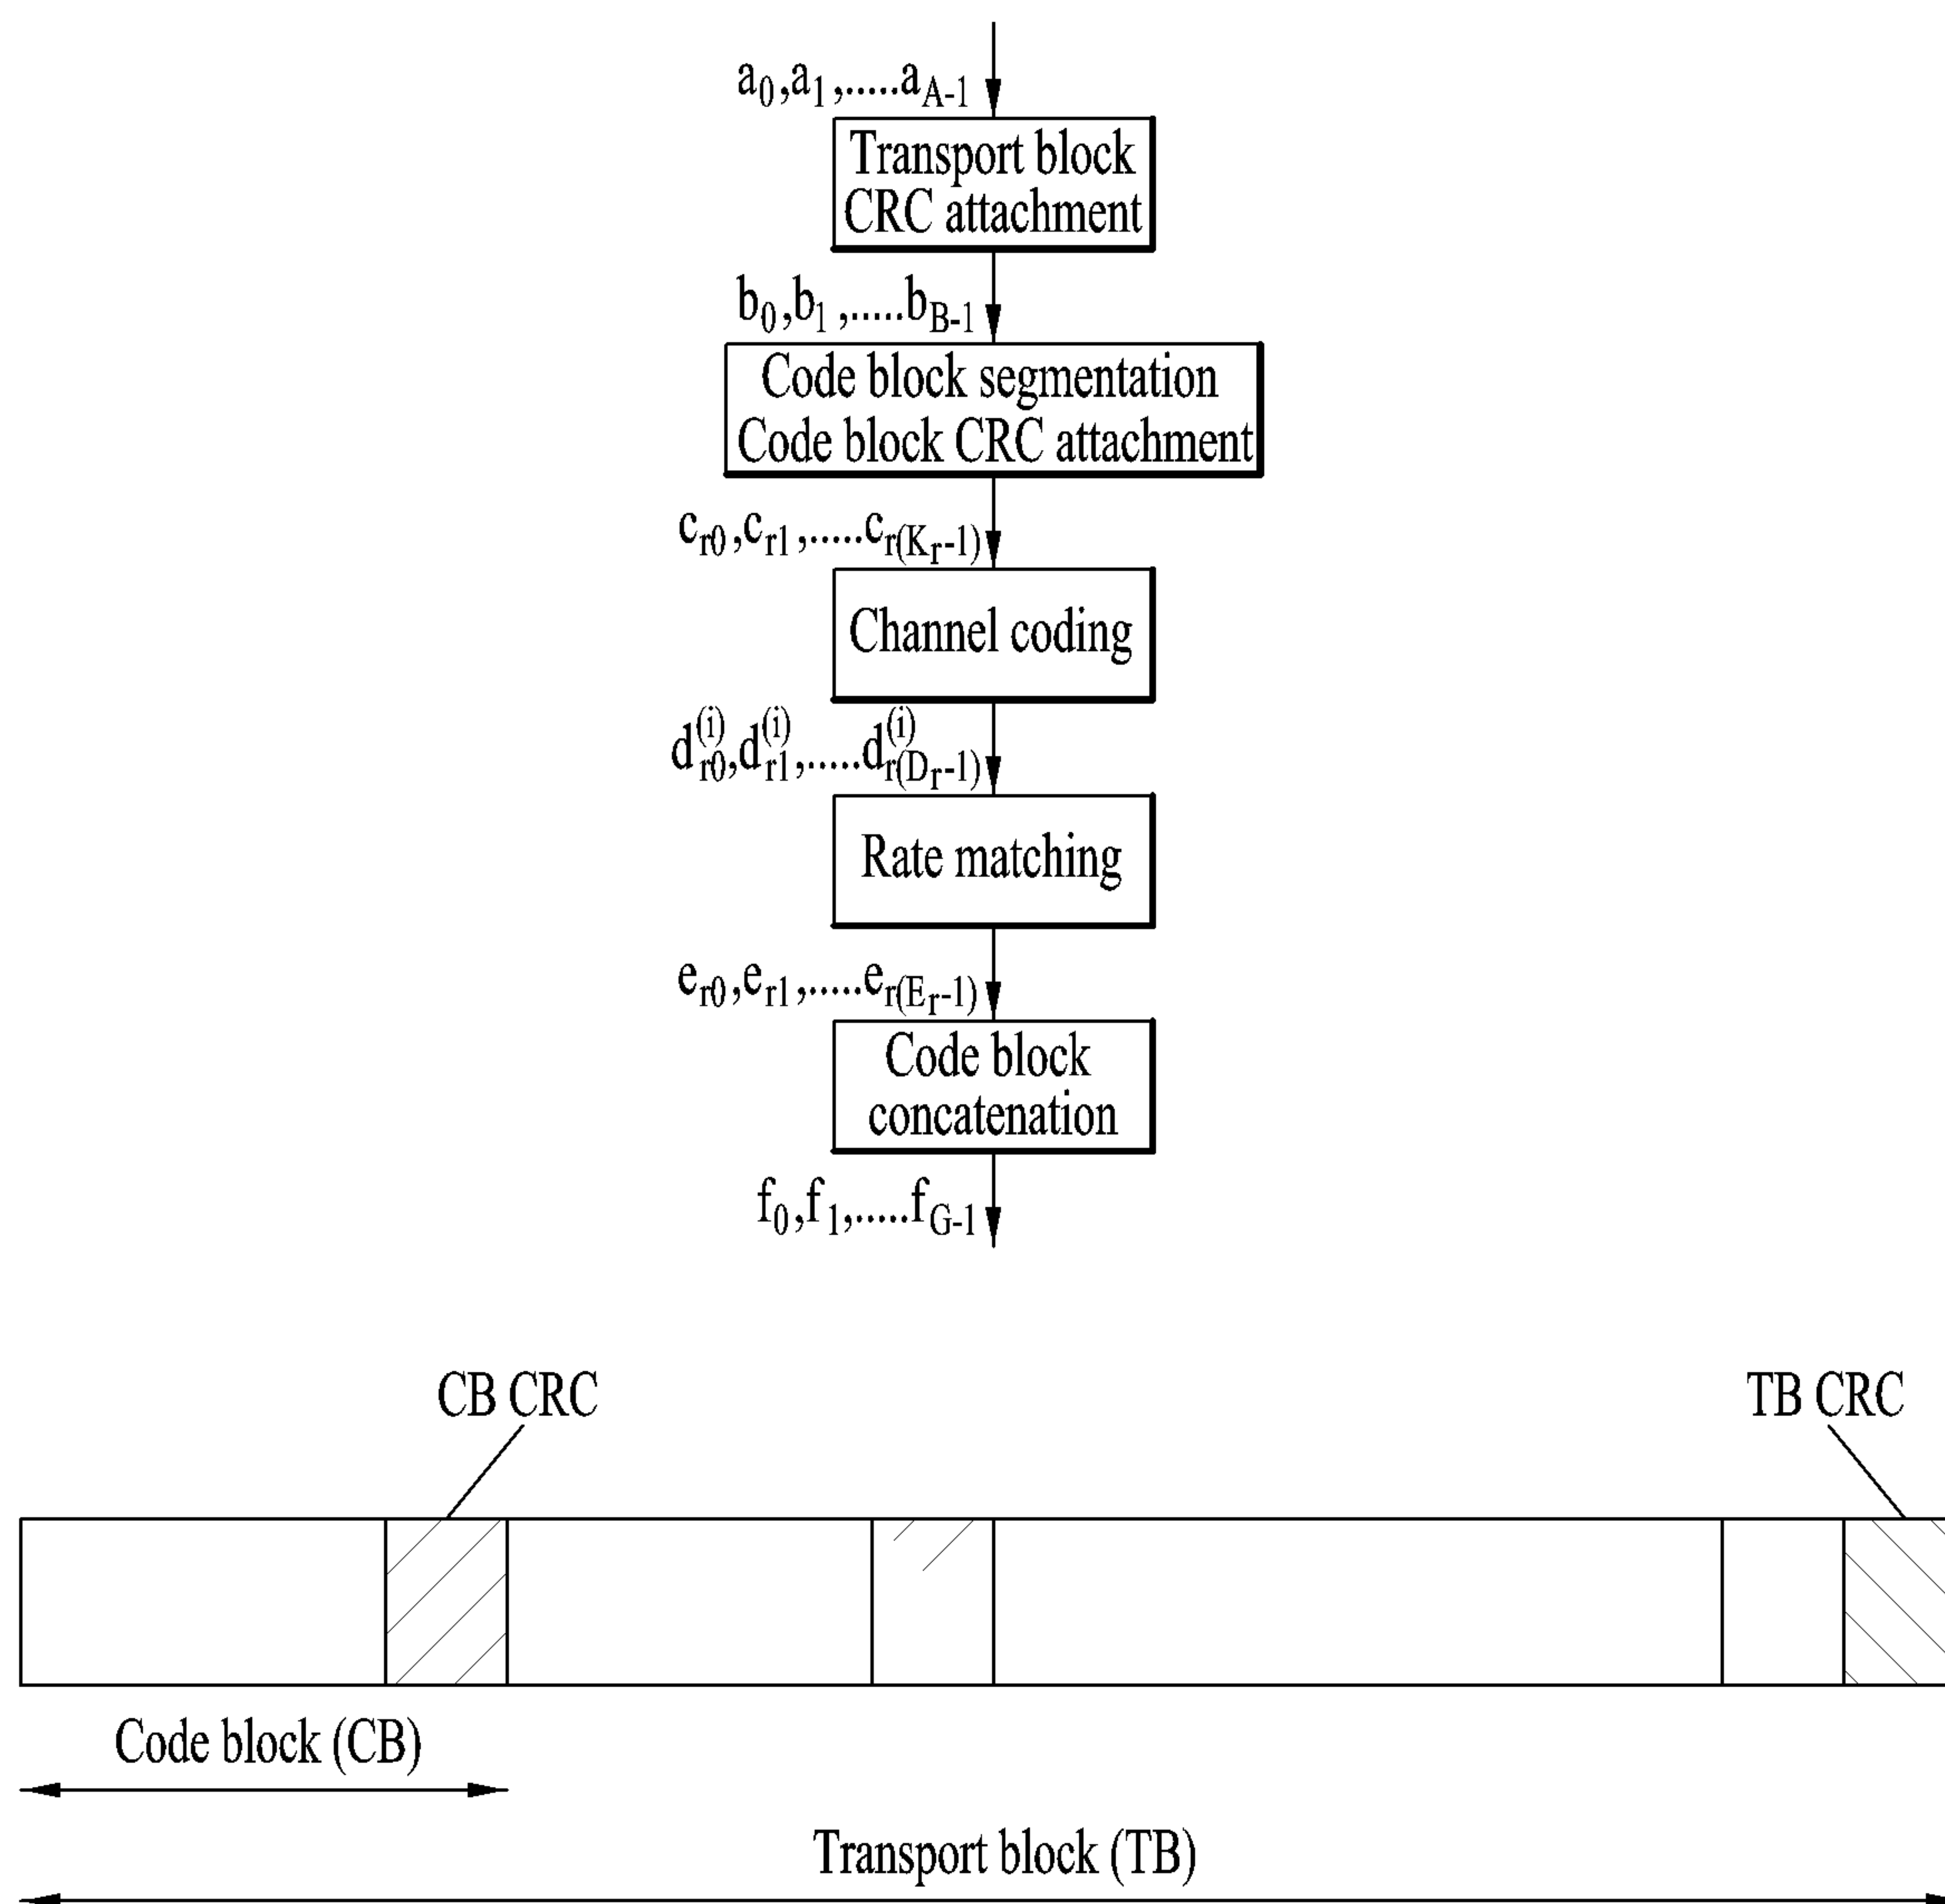 a0,a1,.....aA-1
Transport block
CRC attachment
b0,b1,.....bB-1
Code block segmentation
Code block CRC attachment
cr0,cr1,.....cr(Kr-1)
Channel coding
d(i)r0,d(i)r1,.....d(i)r(Dr-1)
Rate matching
er0,er1,.....er(Er-1)
Code block
concatenation
f0,f1,.....fG-1
CB CRC
TB CRC
Code block (CB)
Transport block (TB)